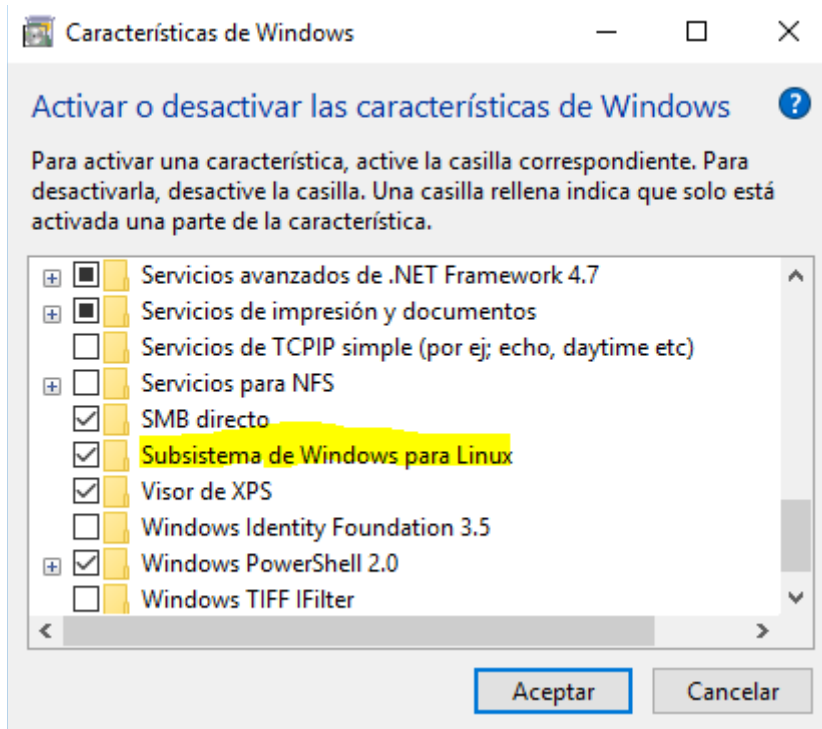 Características de Windows
Activar o desactivar las características de Windows
Para activar una característica, active la casilla correspondiente. Para
desactivarla, desactive la casilla. Una casilla rellena indica que solo está
activada una parte de la característica.
Servicios avanzados de .NET Framework 4.7
Servicios de impresión y documentos
Servicios de TCPIP simple (por ej; echo, daytime etc)
Servicios para NFS
SMB directo
Subsistema de Windows para Linux
Visor de XPS
Windows Identity Foundation 3.5
Windows PowerShell 2.0
Windows TIFF IFilter
Aceptar Cancelar